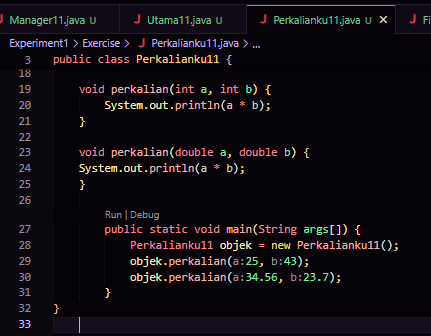 Manager11.java U
J Utama11.java U
J Perkalianku11.java U ✕
J Fi
Experiment1 > Exercise > J Perkalianku11.java > ...
3 public class Perkalianku11 {
18
19 void perkalian(int a, int b) {
20 System.out.println(a * b);
21 }
22
23 void perkalian(double a, double b) {
24 System.out.println(a * b);
25 }
26
Run | Debug
27 public static void main(String args[]) {
28 Perkalianku11 objek = new Perkalianku11();
29 objek.perkalian(a:25, b:43);
30 objek.perkalian(a:34.56, b:23.7);
31 }
32 }
33